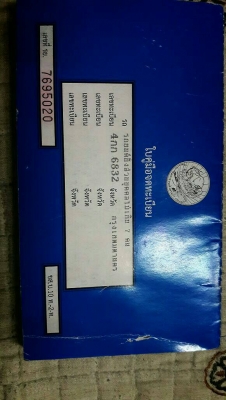 ใบคู่มือจดทะเบียน
รย. รถยนต์นั่งส่วนบุคคลไม่เกิน 7 คน
เลขทะเบียน 4กก 6832 จังหวัด กรุงเทพมหานคร
เลขทะเบียน จังหวัด
เลขทะเบียน จังหวัด
เลขทะเบียน จังหวัด
เลขที่ รถ. 7695020